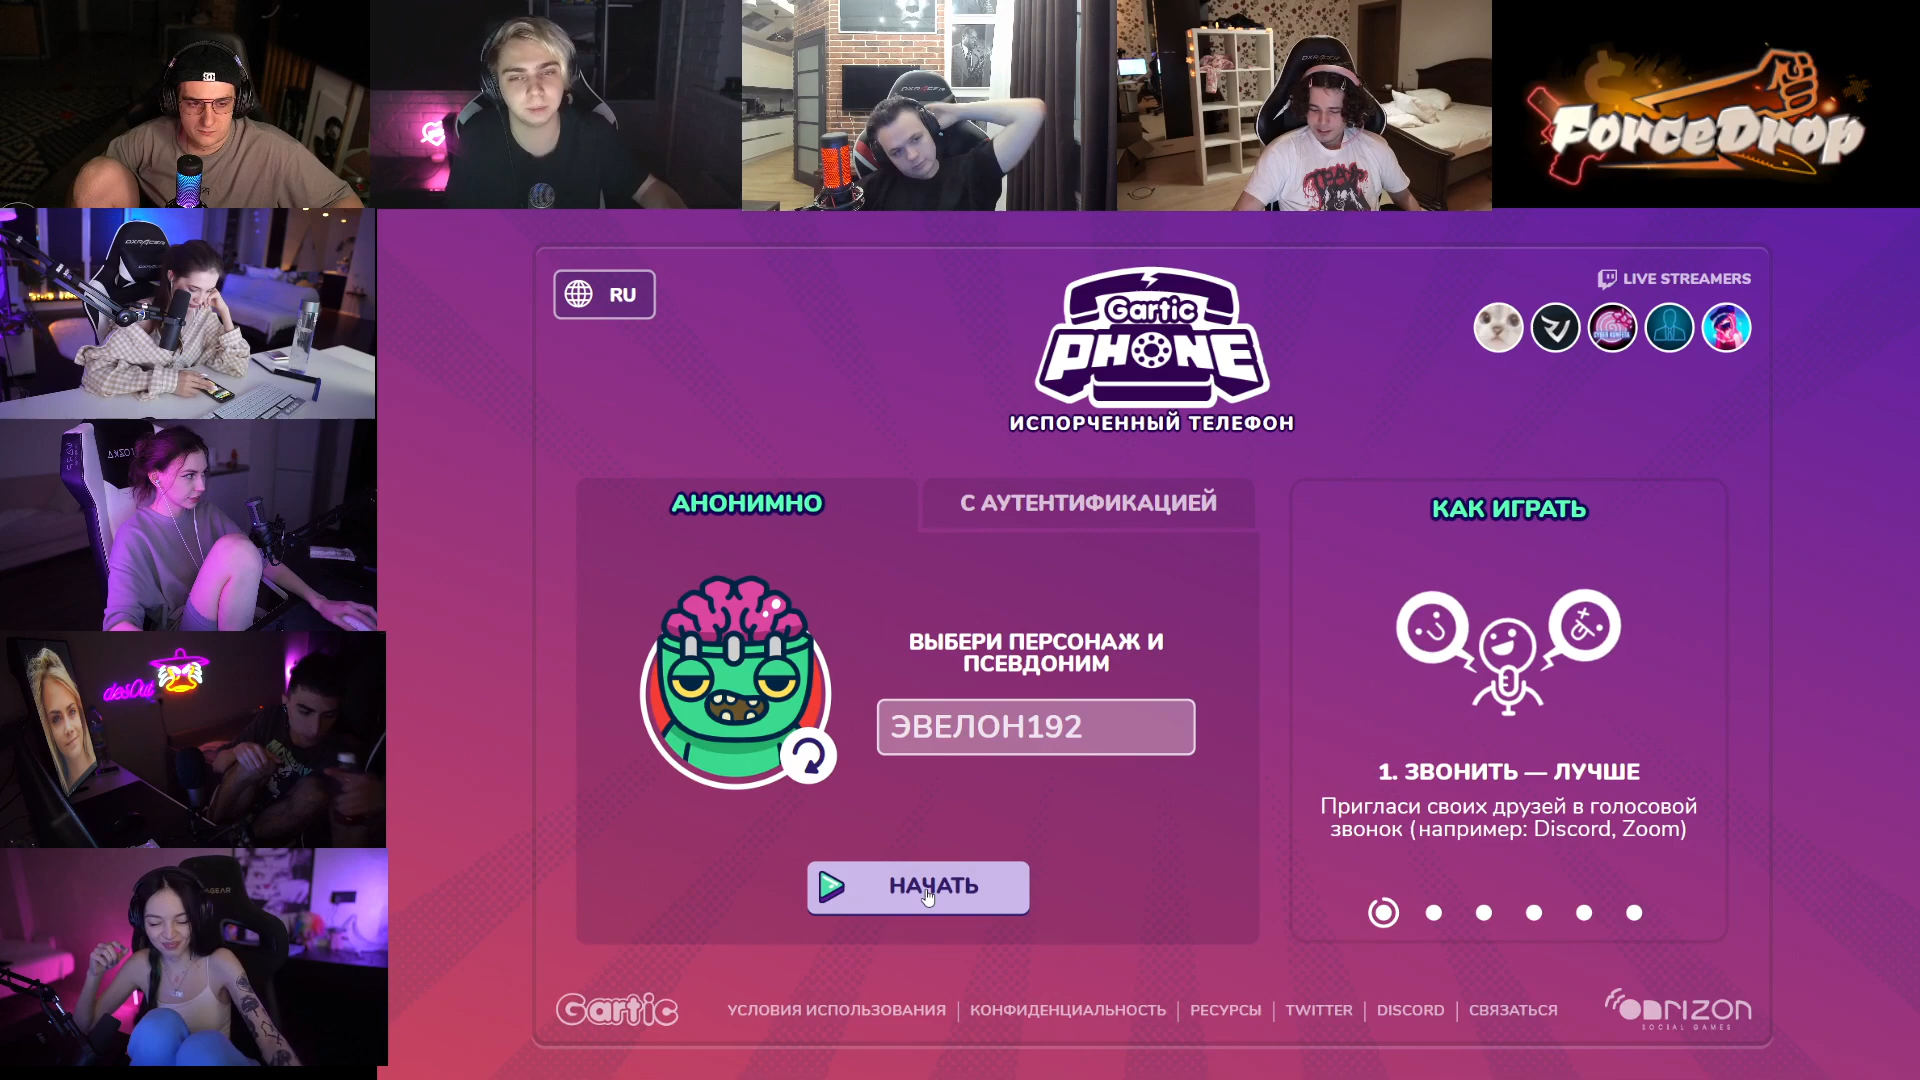 ForceDrop
RU
Gartic
PHONE
ИСПОРЧЕННЫЙ ТЕЛЕФОН
LIVE STREAMERS
АНОНИМНО
С АУТЕНТИФИКАЦИЕЙ
КАК ИГРАТЬ
ВЫБЕРИ ПЕРСОНАЖ И
ПСЕВДОНИМ
ЭВЕЛОН192
НАЧАТЬ
1. ЗВОНИТЬ — ЛУЧШЕ
Пригласи своих друзей в голосовой
звонок (например: Discord, Zoom)
Gartic
УСЛОВИЯ ИСПОЛЬЗОВАНИЯ | КОНФИДЕНЦИАЛЬНОСТЬ | РЕСУРСЫ | TWITTER | DISCORD | СВЯЗАТЬСЯ
ONRIZON
SOCIAL GAMES
desOut
DXRACER